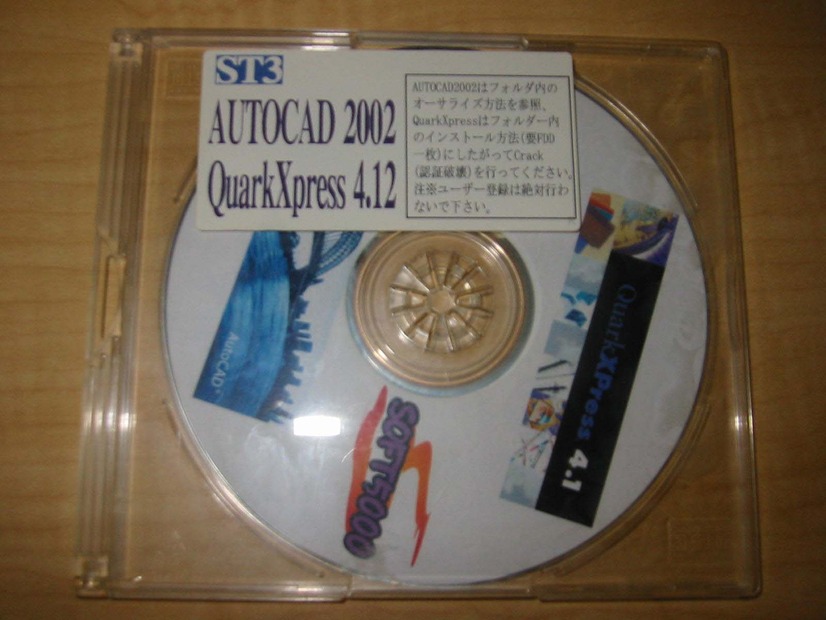 ST3
AUTOCAD 2002
QuarkXpress 4.12
AUTOCAD2002はフォルダ内の
オーサライズ方法を参照、
QuarkXpressはフォルダー内
のインストール方法(要FDD
一枚)にしたがってCrack
(認証破壊)を行ってください。
注※ユーザー登録は絶対行わ
ないで下さい。
AutoCAD
QuarkXPress 4.1
SOFT5000